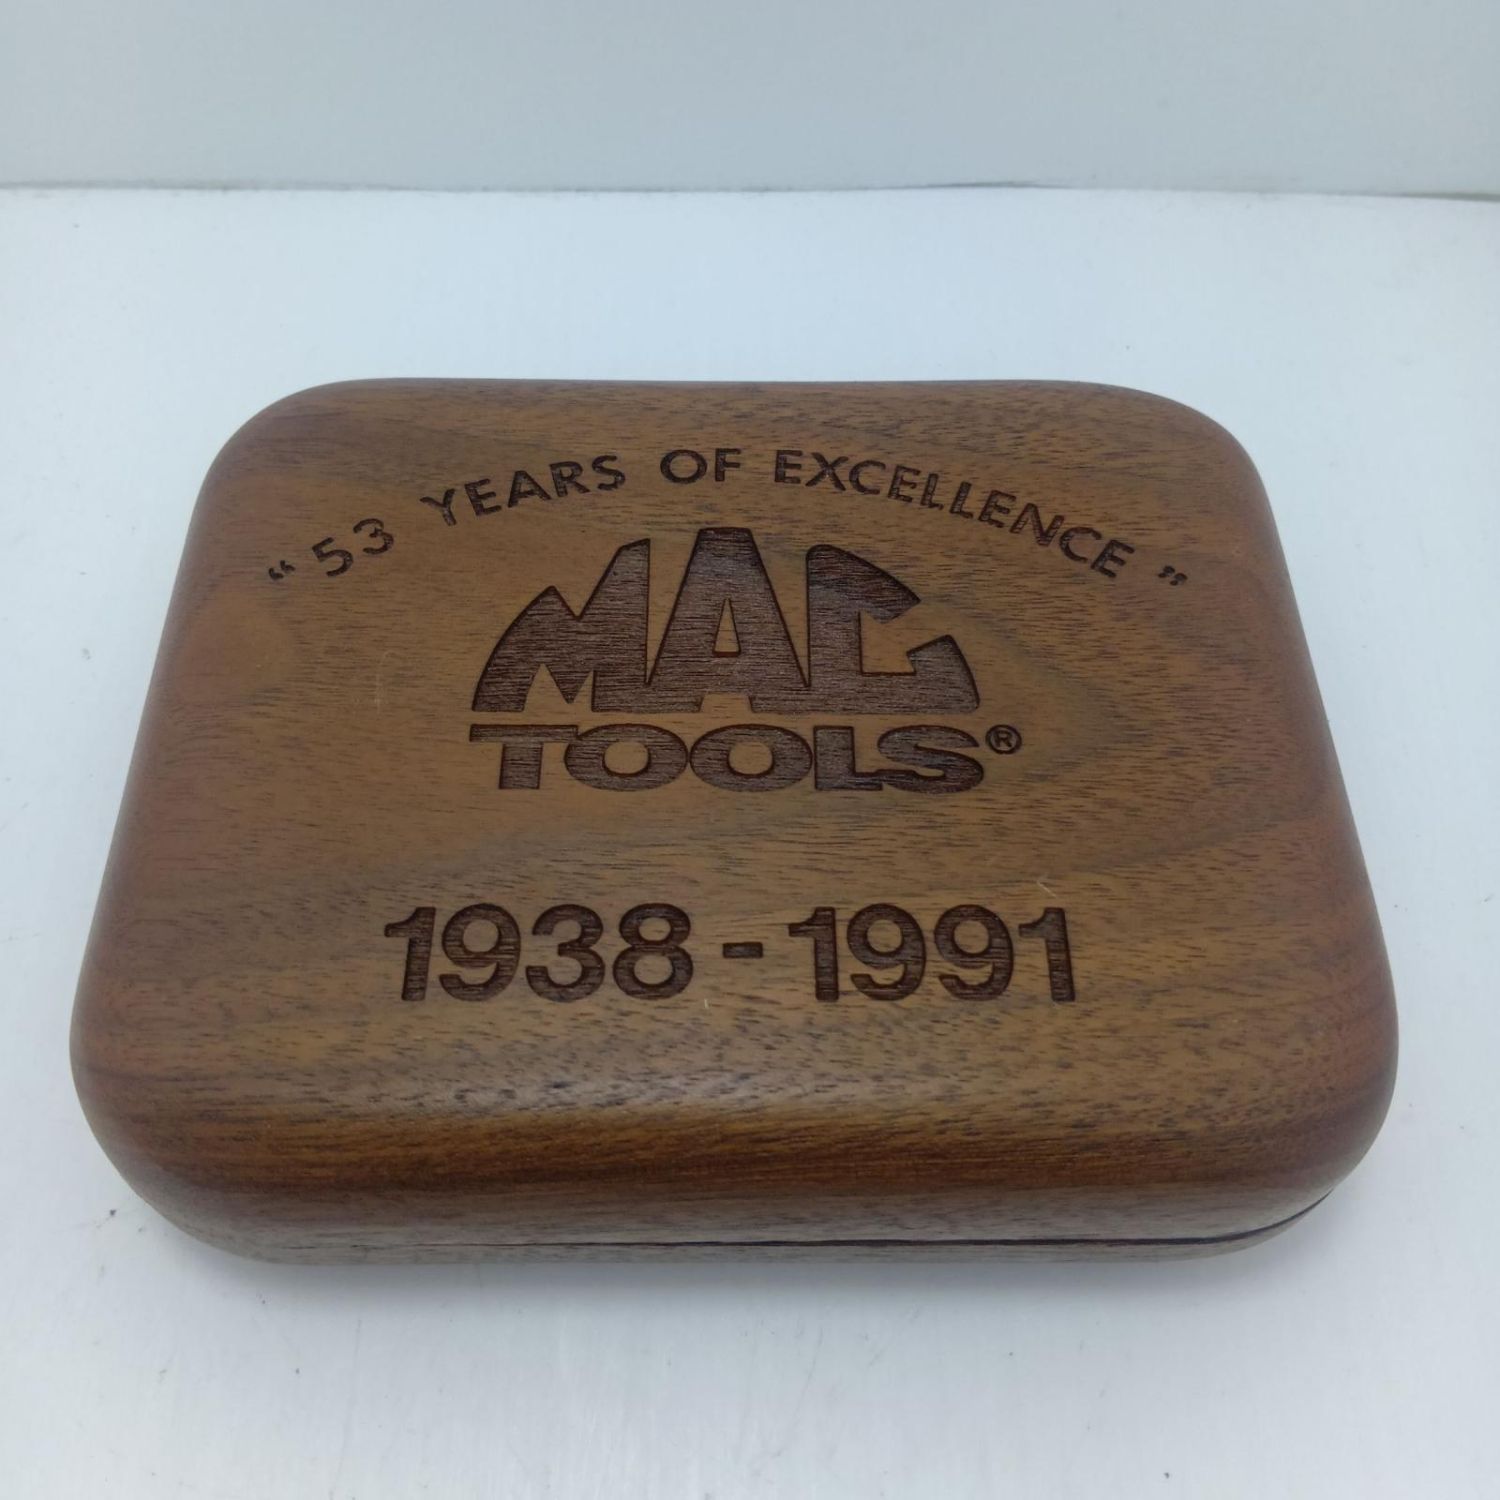 “ 53 YEARS OF EXCELLENCE ”
MAC
TOOLS®
1938-1991